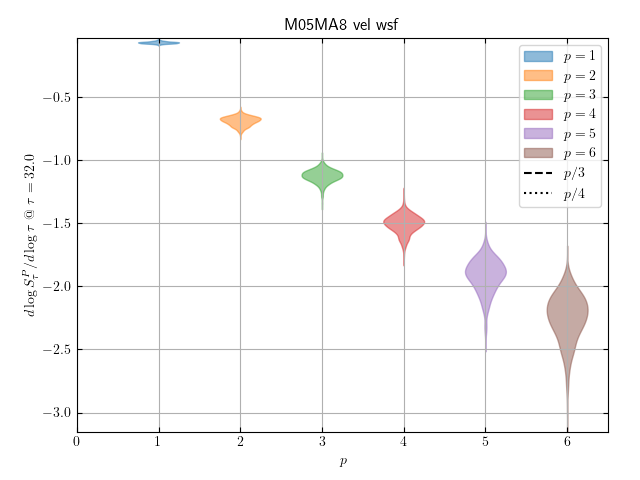 M05MA8 vel wsf
d log S_τ^P / d log τ @ τ = 32.0
−0.5
−1.0
−1.5
−2.0
−2.5
−3.0
p = 1
p = 2
p = 3
p = 4
p = 5
p = 6
p/3
p/4
0 1 2 3 4 5 6
p